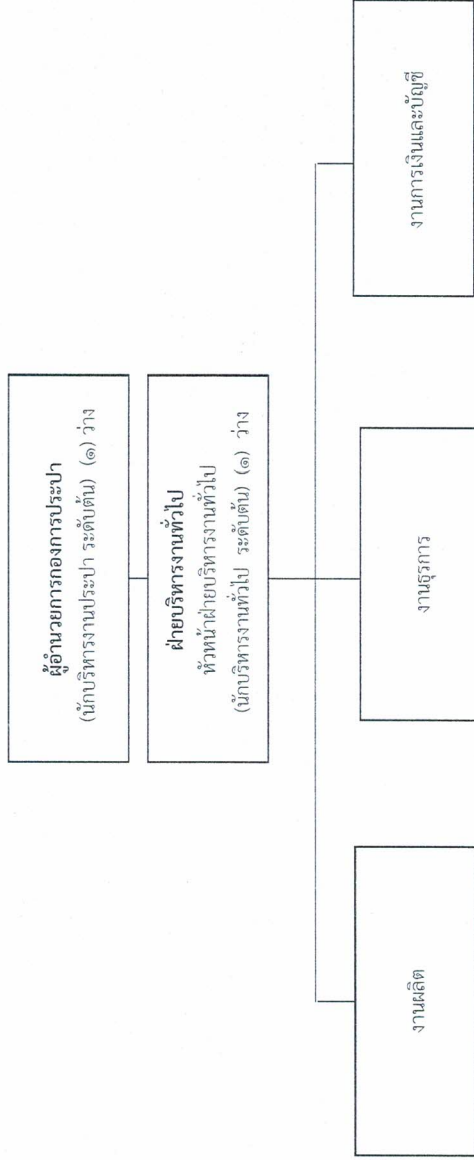 ผู้อำนวยการกองการประปา
(นักบริหารงานประปา ระดับต้น) (๑) ว่าง
ฝ่ายบริหารงานทั่วไป
หัวหน้าฝ่ายบริหารงานทั่วไป
(นักบริหารงานทั่วไป ระดับต้น) (๑) ว่าง
งานผลิต
งานธุรการ
งานการเงินและบัญชี